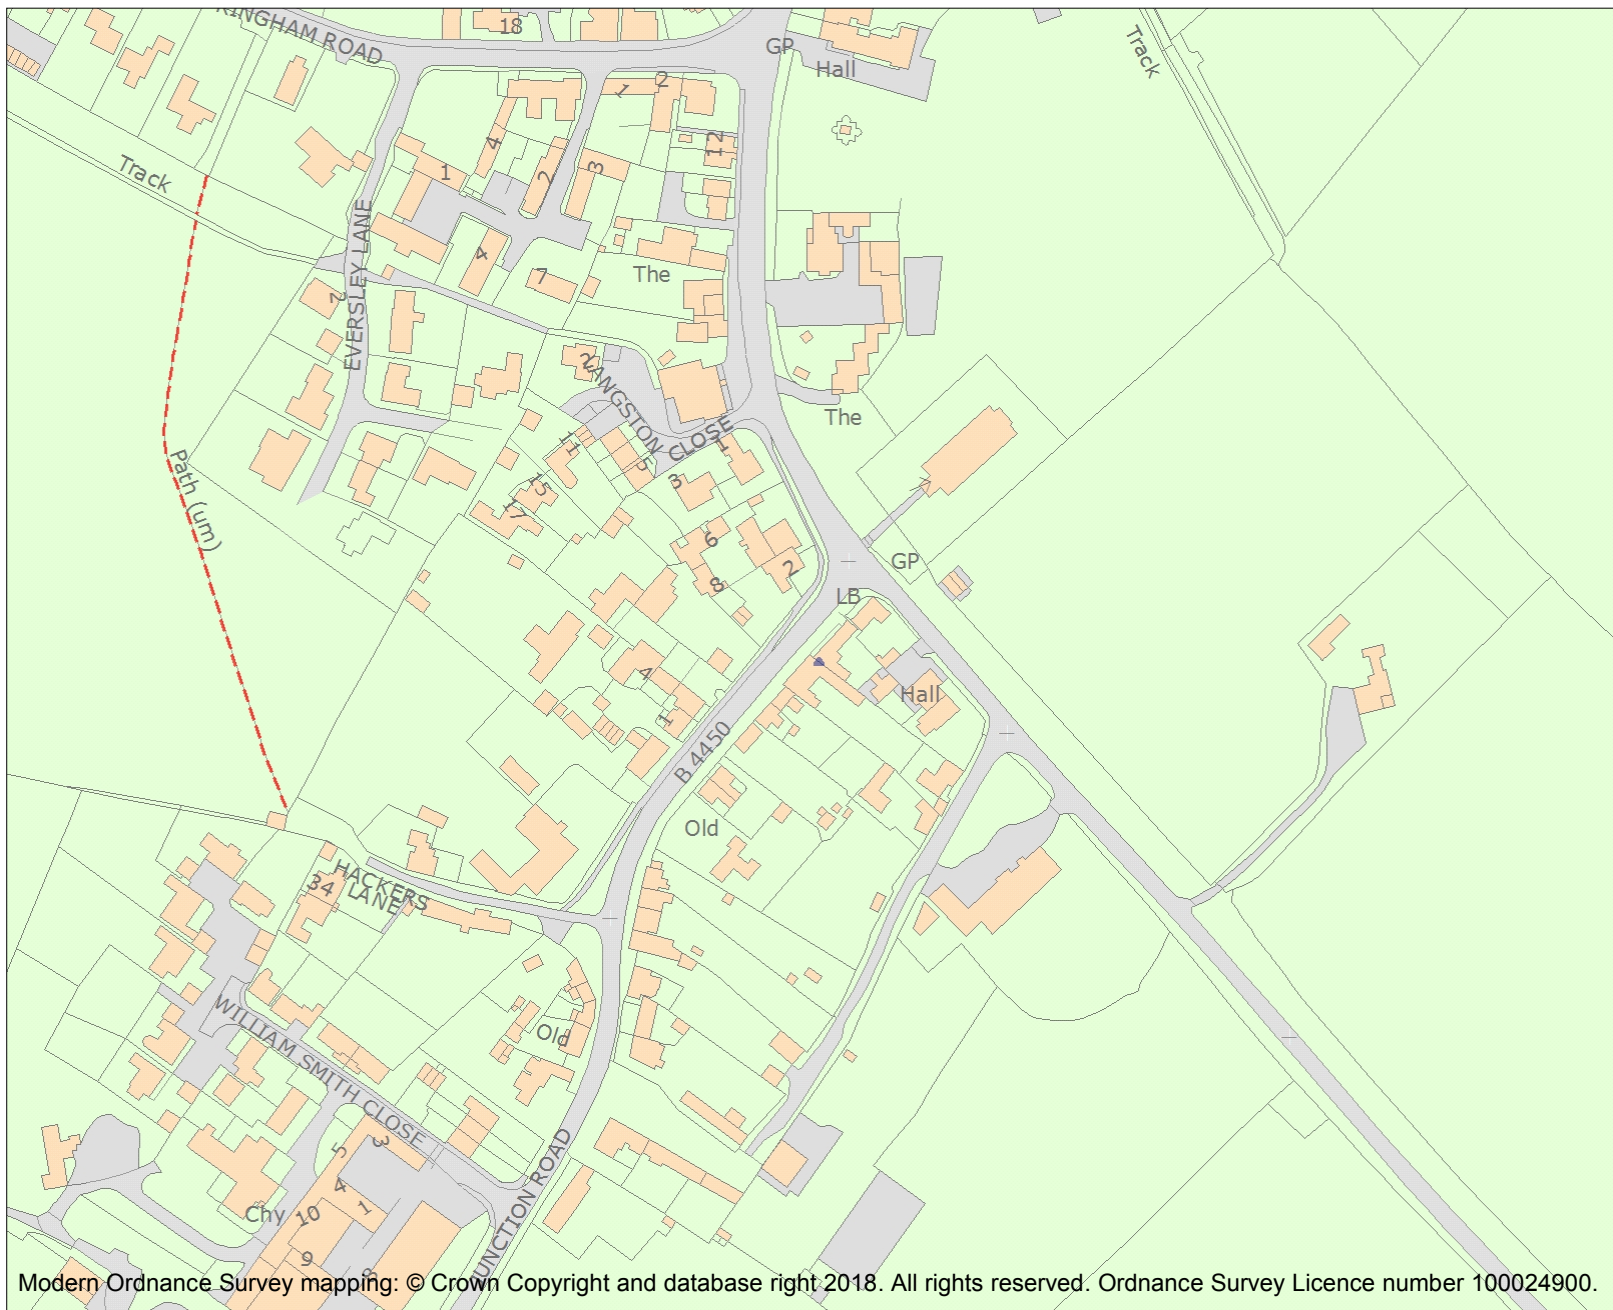 RINGHAM ROAD
18
GP
Hall
Track
1
2
4
12
Track
1
2
3
EVERSLEY LANE
4
7
The
2
2
LANGSTON CLOSE
The
11
5
1
3
15
17
Path (um)
6
8
2
GP
LB
4
1
Hall
B 4450
Old
HACKERS
LANE
34
Old
WILLIAM SMITH CLOSE
3
5
4
1
JUNCTION ROAD
Chy
10
9
8
Modern Ordnance Survey mapping: © Crown Copyright and database right 2018. All rights reserved. Ordnance Survey Licence number 100024900.